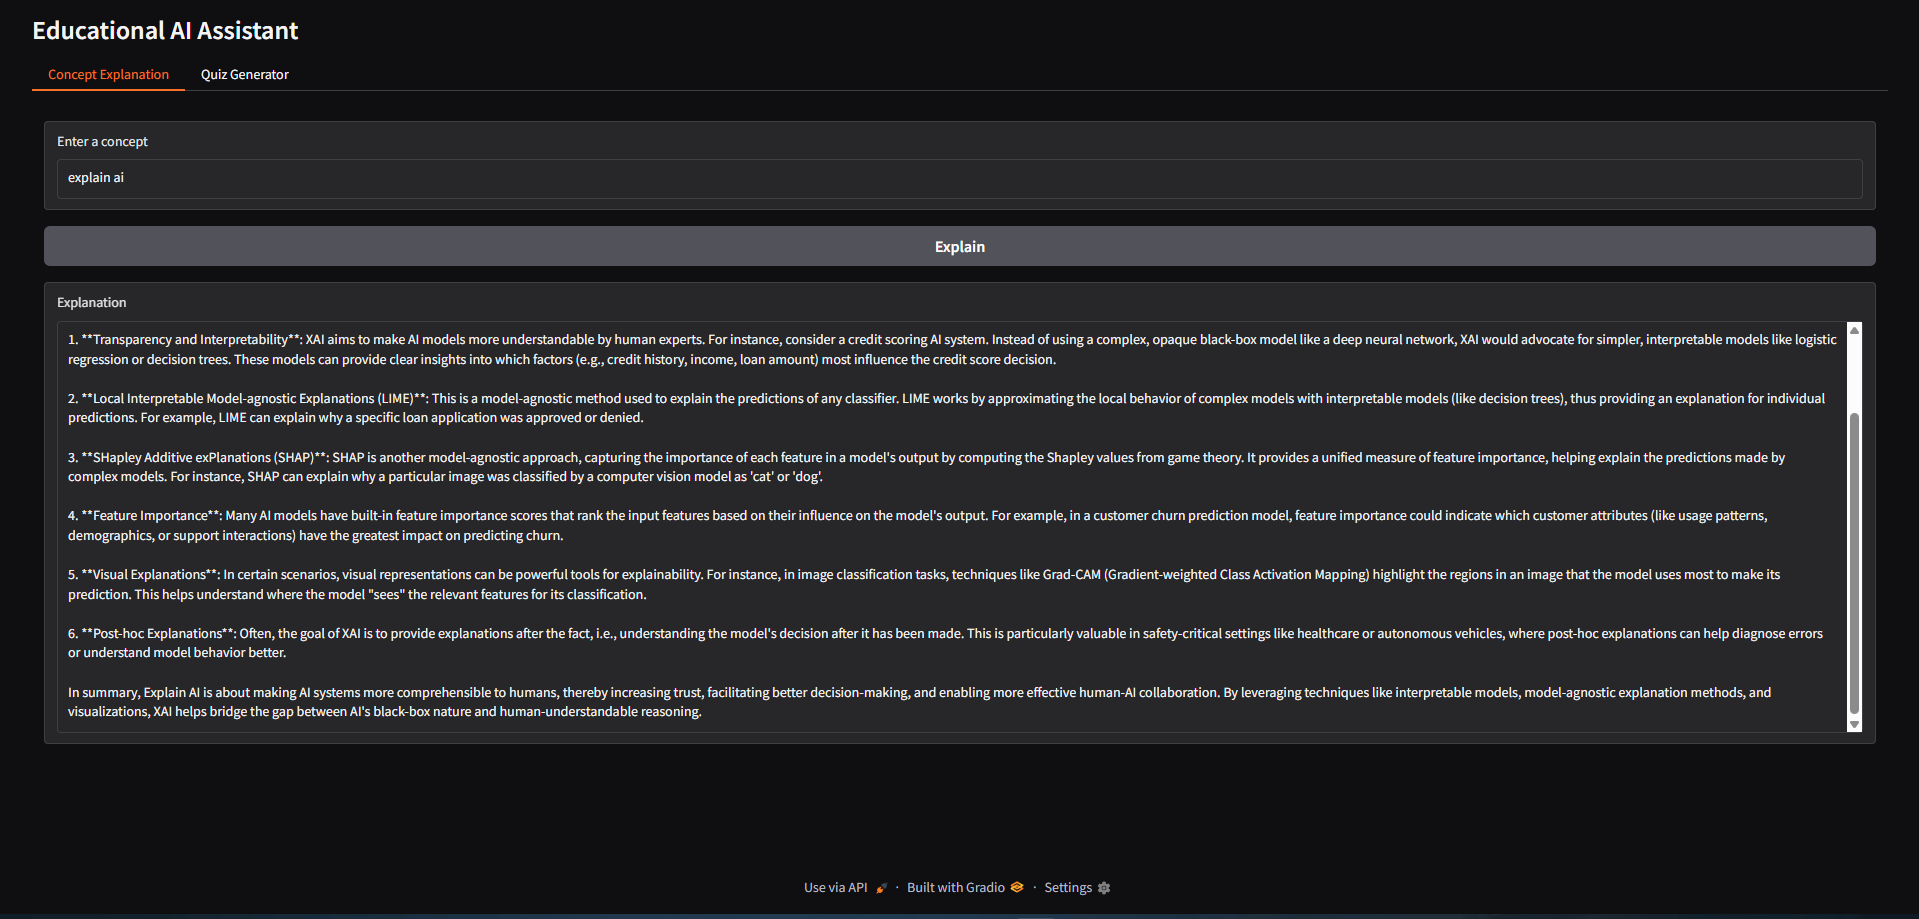 Educational AI Assistant
Concept Explanation Quiz Generator
Enter a concept
explain ai
Explain
Explanation
1. **Transparency and Interpretability**: XAI aims to make AI models more understandable by human experts. For instance, consider a credit scoring AI system. Instead of using a complex, opaque black-box model like a deep neural network, XAI would advocate for simpler, interpretable models like logistic
regression or decision trees. These models can provide clear insights into which factors (e.g., credit history, income, loan amount) most influence the credit score decision.
2. **Local Interpretable Model-agnostic Explanations (LIME)**: This is a model-agnostic method used to explain the predictions of any classifier. LIME works by approximating the local behavior of complex models with interpretable models (like decision trees), thus providing an explanation for individual
predictions. For example, LIME can explain why a specific loan application was approved or denied.
3. **SHapley Additive exPlanations (SHAP)**: SHAP is another model-agnostic approach, capturing the importance of each feature in a model's output by computing the Shapley values from game theory. It provides a unified measure of feature importance, helping explain the predictions made by
complex models. For instance, SHAP can explain why a particular image was classified by a computer vision model as 'cat' or 'dog'.
4. **Feature Importance**: Many AI models have built-in feature importance scores that rank the input features based on their influence on the model's output. For example, in a customer churn prediction model, feature importance could indicate which customer attributes (like usage patterns,
demographics, or support interactions) have the greatest impact on predicting churn.
5. **Visual Explanations**: In certain scenarios, visual representations can be powerful tools for explainability. For instance, in image classification tasks, techniques like Grad-CAM (Gradient-weighted Class Activation Mapping) highlight the regions in an image that the model uses most to make its
prediction. This helps understand where the model "sees" the relevant features for its classification.
6. **Post-hoc Explanations**: Often, the goal of XAI is to provide explanations after the fact, i.e., understanding the model's decision after it has been made. This is particularly valuable in safety-critical settings like healthcare or autonomous vehicles, where post-hoc explanations can help diagnose errors
or understand model behavior better.
In summary, Explain AI is about making AI systems more comprehensible to humans, thereby increasing trust, facilitating better decision-making, and enabling more effective human-AI collaboration. By leveraging techniques like interpretable models, model-agnostic explanation methods, and
visualizations, XAI helps bridge the gap between AI's black-box nature and human-understandable reasoning.
Use via API · Built with Gradio · Settings